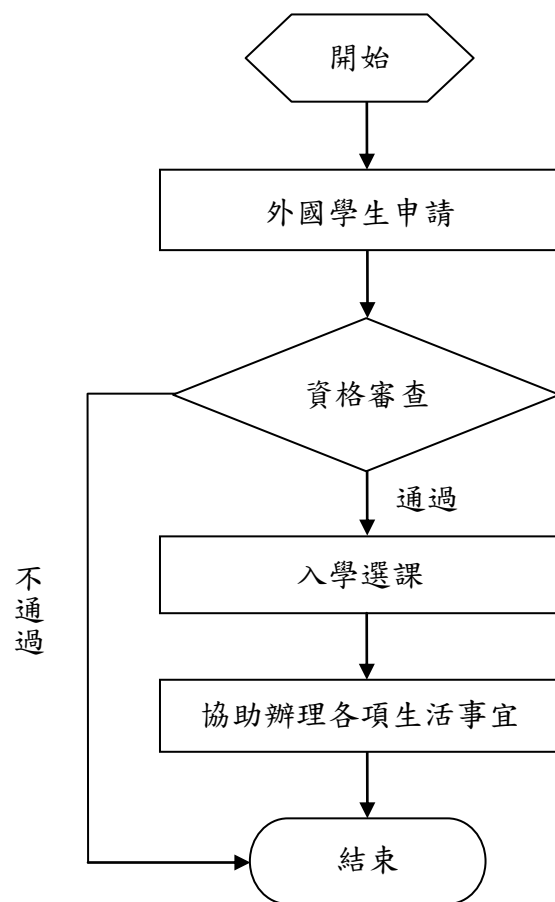 開始
外國學生申請
資格審查
通過
不通過
入學選課
協助辦理各項生活事宜
結束